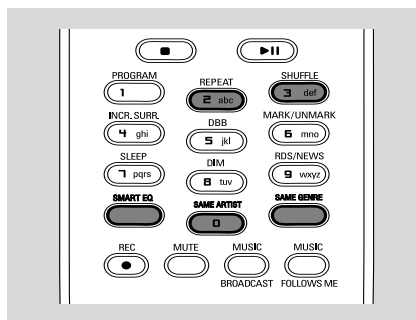 PROGRAM REPEAT SHUFFLE
1 2 abc 3 def
INCR. SURR. DBB MARK/UNMARK
4 ghi 5 jkl 6 mno
SLEEP DIM RDS/NEWS
7 pqrs 8 tuv 9 wxyz
SMART EQ SAME ARTIST SAME GENRE
0
REC MUTE MUSIC MUSIC
BROADCAST FOLLOWS ME